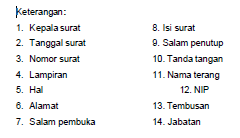 Keterangan:
1. Kepala surat
2. Tanggal surat
3. Nomor surat
4. Lampiran
5. Hal
6. Alamat
7. Salam pembuka
8. Isi surat
9. Salam penutup
10. Tanda tangan
11. Nama terang
12. NIP
13. Tembusan
14. Jabatan